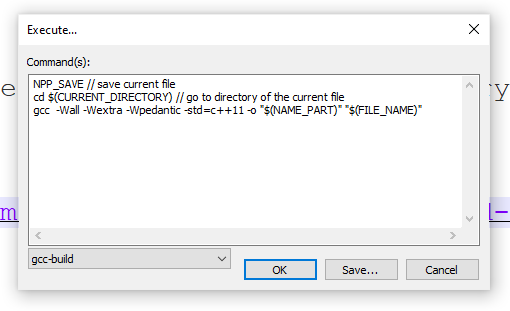 Execute...
Command(s):
NPP_SAVE // save current file
cd $(CURRENT_DIRECTORY) // go to directory of the current file
gcc  -Wall -Wextra -Wpedantic -std=c++11 -o "$(NAME_PART)" "$(FILE_NAME)"
gcc-build
OK
Save...
Cancel